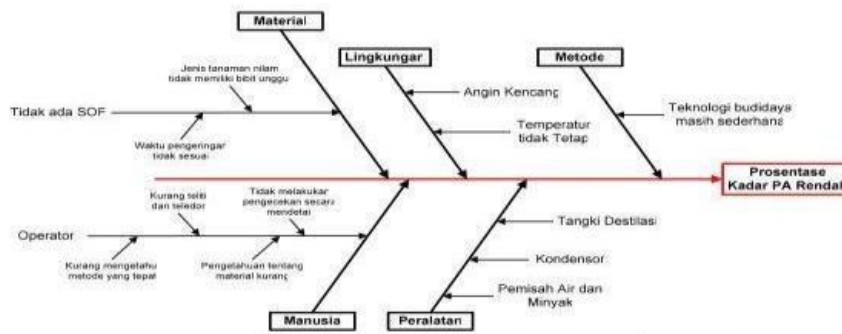 Material
Lingkungar
Metode
Jenis tanaman nilam
tidak memiliki bibit unggu
Angin Kencang
Tidak ada SOF
Teknologi budidaya
masih sederhana
Temperatur
tidak Tetap
Waktu pengeringar
tidak sesuai
Prosentase
Kadar PA Rendal
Kurang teliti
dan teledor
Tidak melakukar
pengecekan secara
mendetai
Tangki Destilasi
Operator
Kondensor
Kurang mengetahu
metode yang tepat
Pengetahuan tentang
material kurang
Pemisah Air dan
Minyak
Manusia
Peralatan